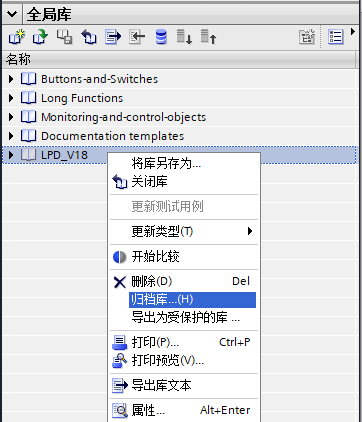 全局库
名称
Buttons-and-Switches
Long Functions
Monitoring-and-control-objects
Documentation templates
LPD_V18
将库另存为...
关闭库
更新测试用例
更新类型(T)
开始比较
删除(D) Del
归档库...(H)
导出为受保护的库 ...
打印(P)... Ctrl+P
打印预览(V)...
导出库文本
属性... Alt+Enter